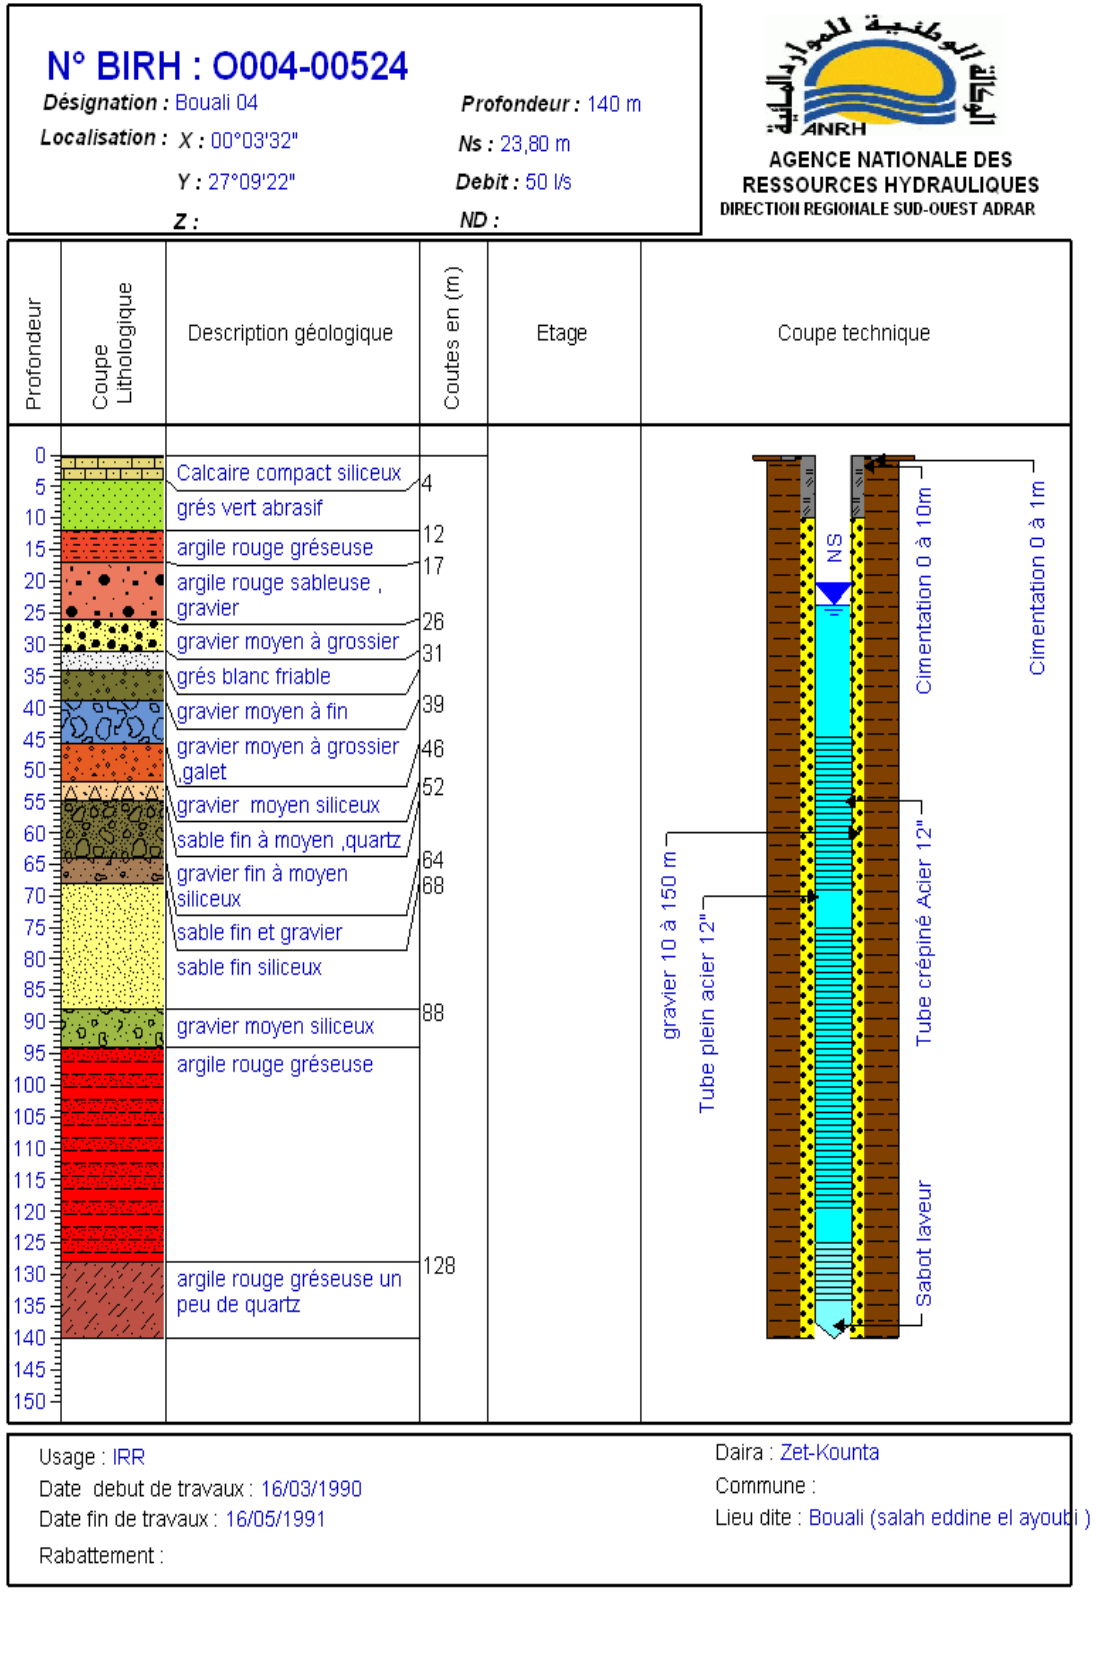 N° BIRH : O004-00524
Désignation : Bouali 04
Profondeur : 140 m
Localisation : X : 00°03'32"
Ns : 23,80 m
Y : 27°09'22"
Debit : 50 l/s
Z :
ND :
الوكالة الوطنية للموارد المائية
ANRH
AGENCE NATIONALE DES
RESSOURCES HYDRAULIQUES
DIRECTION REGIONALE SUD-OUEST ADRAR
Profondeur
Coupe
Lithologique
Description géologique
Coutes en (m)
Etage
Coupe technique
0
5
10
15
20
25
30
35
40
45
50
55
60
65
70
75
80
85
90
95
100
105
110
115
120
125
130
135
140
145
150
Calcaire compact siliceux
grés vert abrasif
argile rouge gréseuse
argile rouge sableuse ,
gravier
gravier moyen à grossier
grés blanc friable
gravier moyen à fin
gravier moyen à grossier
,galet
gravier moyen siliceux
sable fin à moyen ,quartz
gravier fin à moyen
siliceux
sable fin et gravier
sable fin siliceux
gravier moyen siliceux
argile rouge gréseuse
argile rouge gréseuse un
peu de quartz
4
12
17
26
31
39
46
52
64
68
88
128
NS
Cimentation 0 à 10m
Cimentation 0 à 1m
gravier 10 à 150 m
Tube plein acier 12"
Tube crépiné Acier 12"
Sabot laveur
Usage : IRR
Date debut de travaux : 16/03/1990
Date fin de travaux : 16/05/1991
Rabattement :
Daira : Zet-Kounta
Commune :
Lieu dite : Bouali (salah eddine el ayoubi )